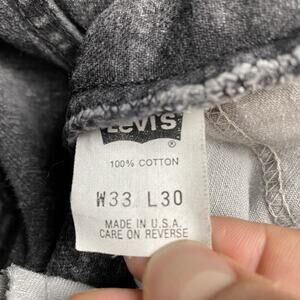 Levi's ®
100% COTTON
W33 L30
MADE IN U.S.A.
CARE ON REVERSE